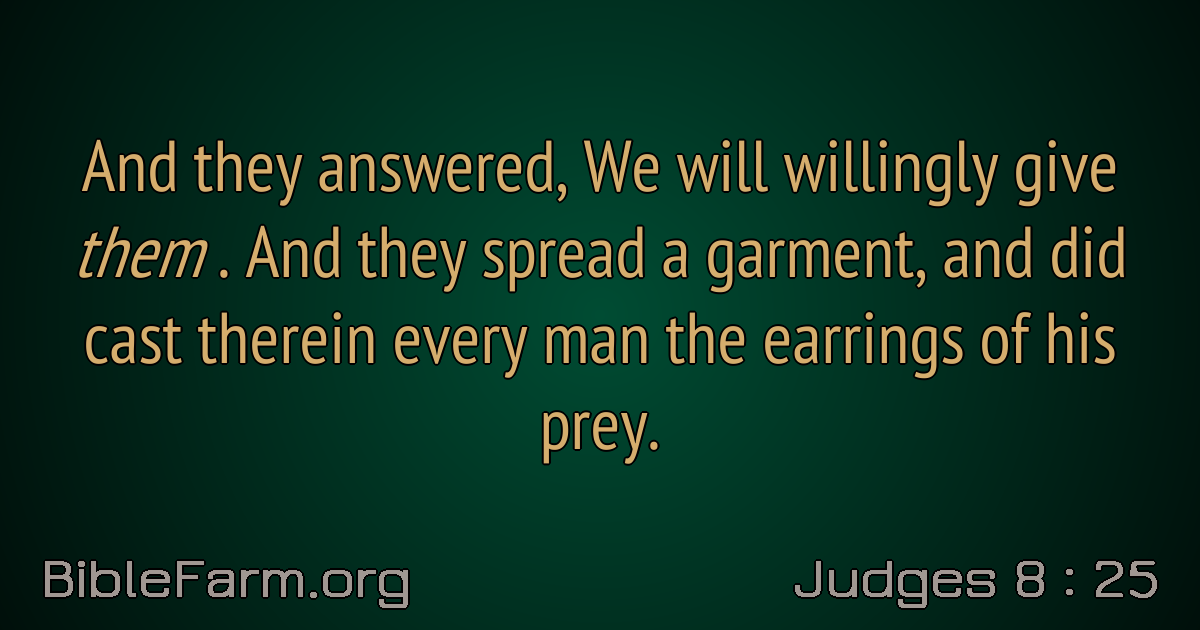 And they answered, We will willingly give
them . And they spread a garment, and did
cast therein every man the earrings of his
prey.
BibleFarm.org
Judges 8 : 25